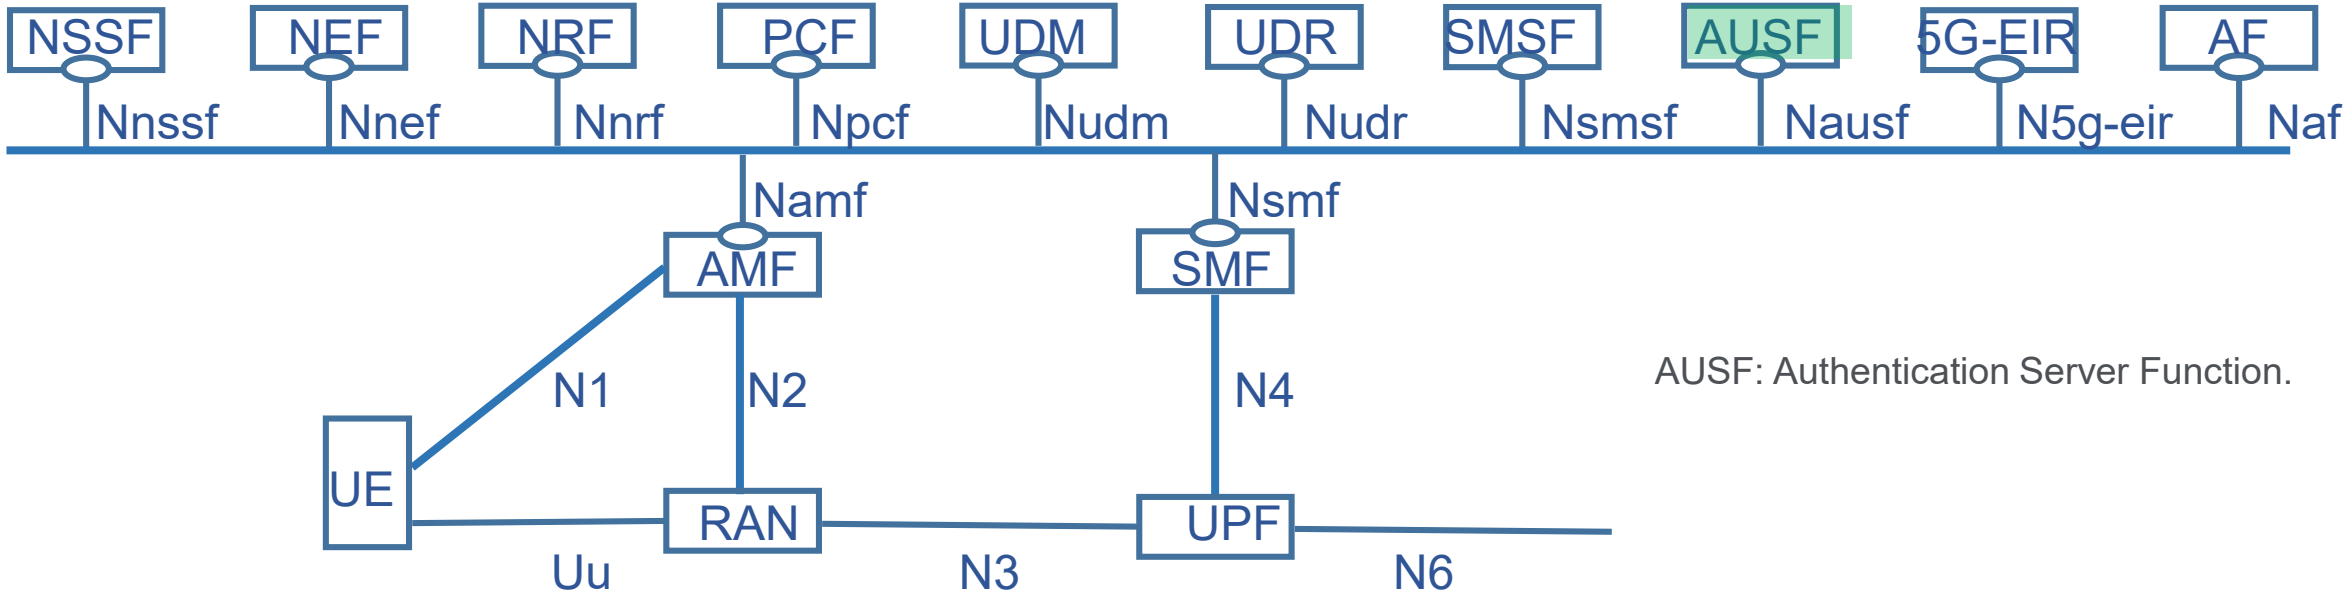 NSSF NEF NRF PCF UDM UDR SMSF AUSF 5G-EIR AF
Nnssf Nnef Nnrf Npcf Nudm Nudr Nsmsf Nausf N5g-eir Naf
Namf Nsmf
AMF SMF
AUSF: Authentication Server Function.
N1 N2 N4
UE
RAN UPF
Uu N3 N6